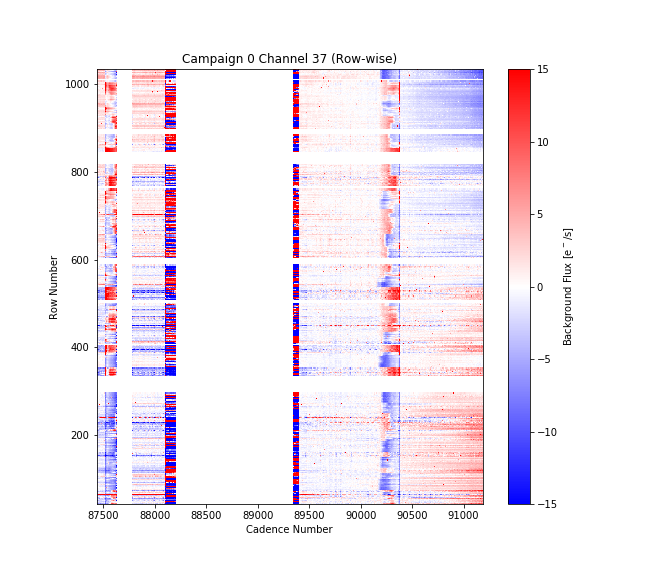 Campaign 0 Channel 37 (Row-wise)
1000
800
600
400
200
Row Number
87500 88000 88500 89000 89500 90000 90500 91000
Cadence Number
15
10
5
0
−5
−10
−15
Background Flux [e⁻/s]